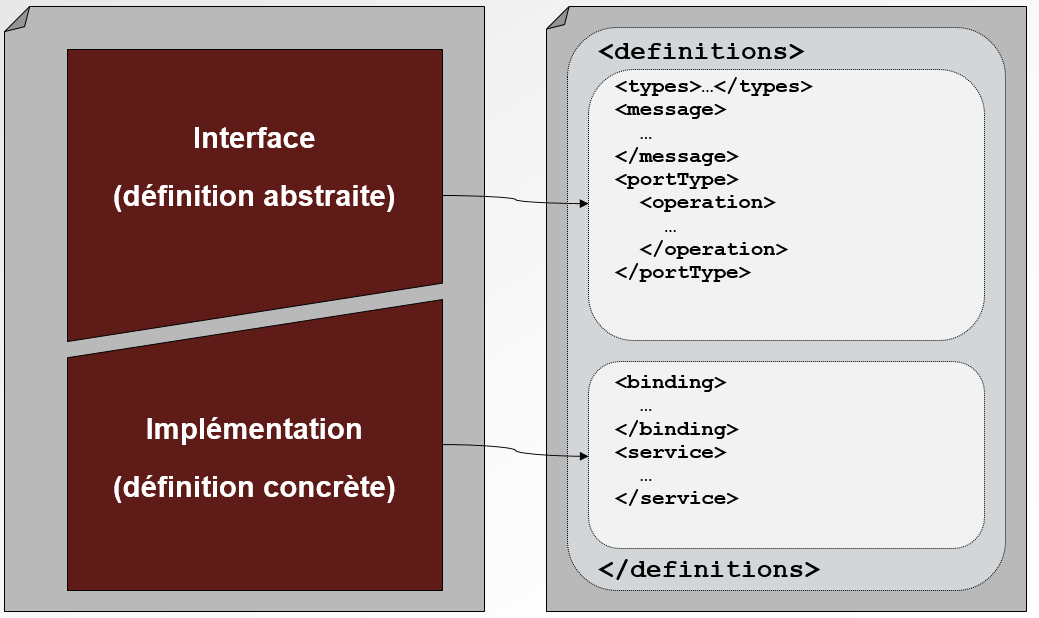 Interface
(définition abstraite)
Implémentation
(définition concrète)
<definitions>
<types>…</types>
<message>
…
</message>
<portType>
<operation>
…
</operation>
</portType>
<binding>
…
</binding>
<service>
…
</service>
</definitions>